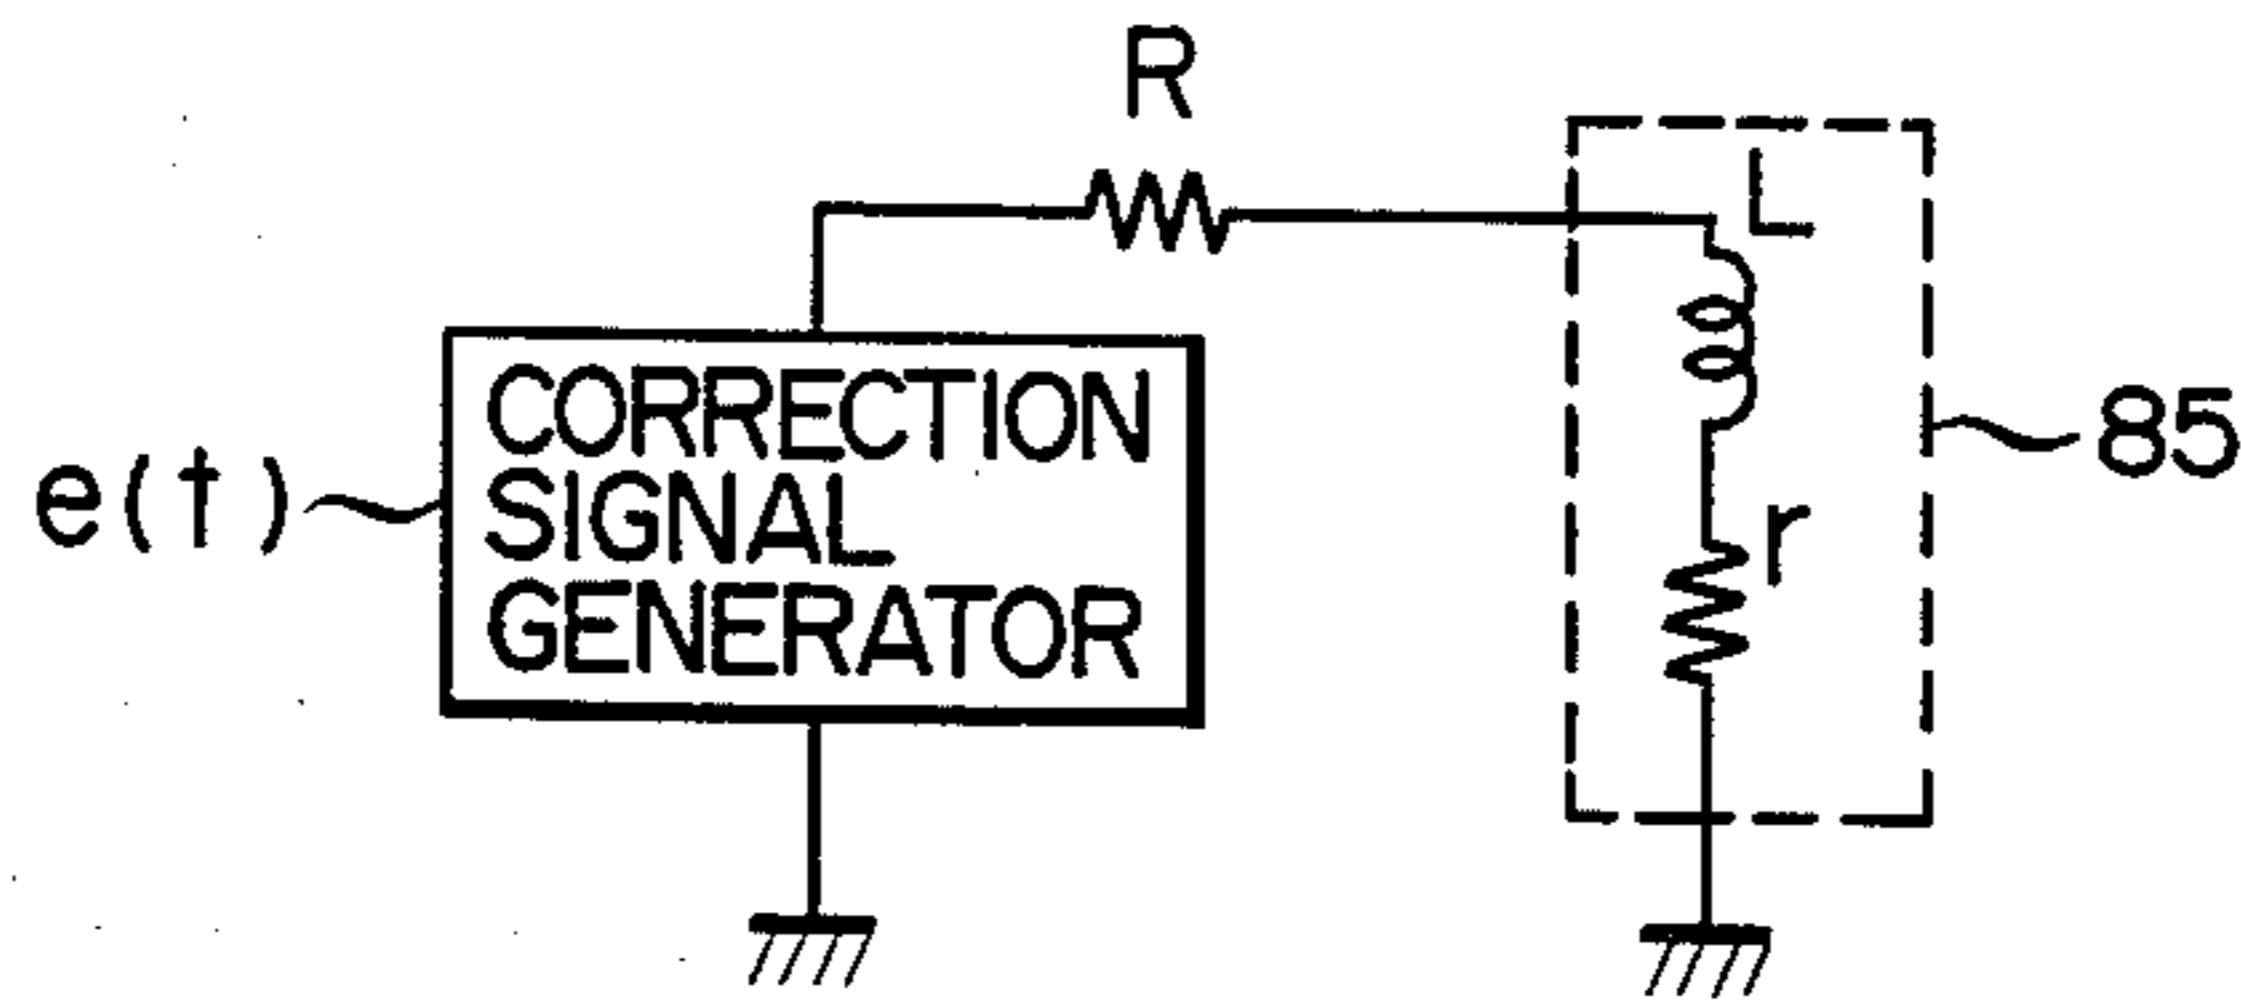 R
L
CORRECTION
SIGNAL
GENERATOR
e(t)
85
r